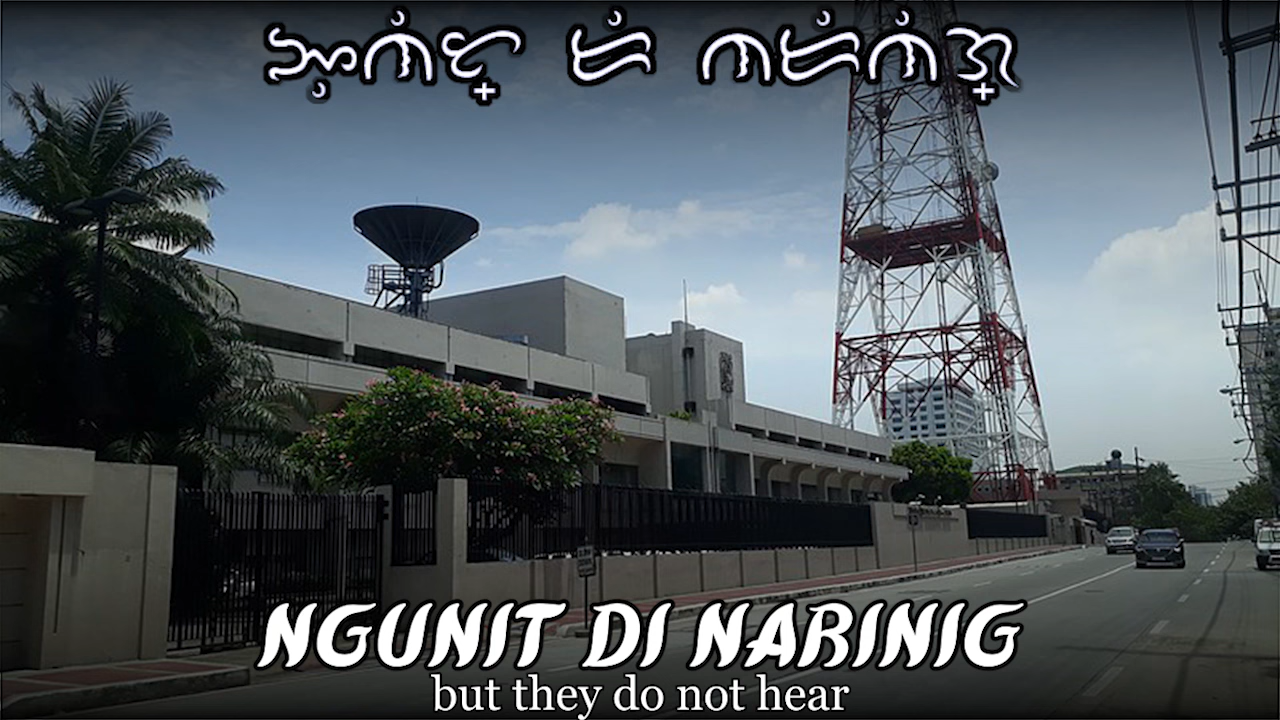 ᜅᜓᜈᜒᜆ᜔ ᜇᜒ ᜈᜇᜒᜈᜒᜄ᜔
NGUNIT DI NARINIG
but they do not hear